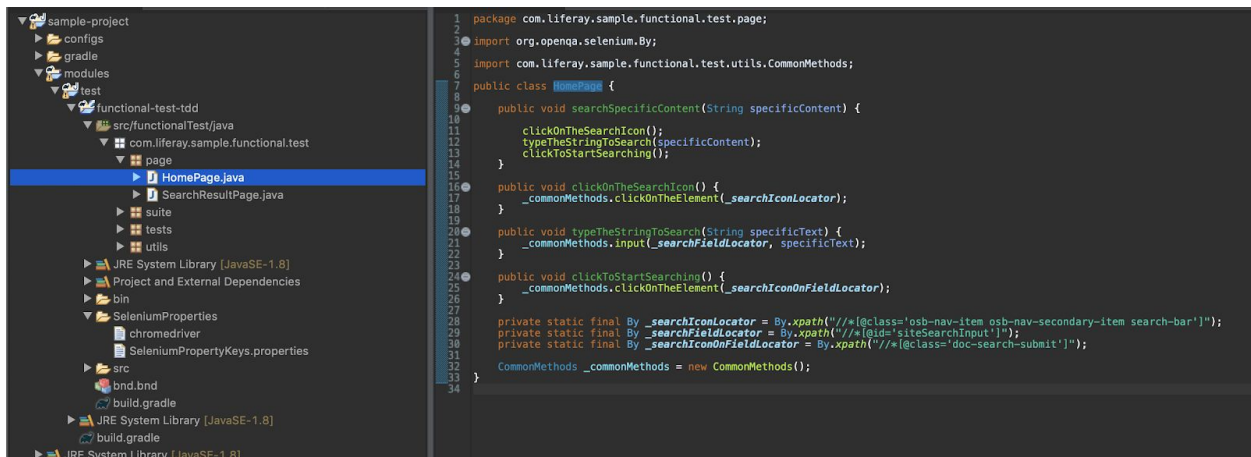 sample-project
configs
gradle
modules
test
functional-test-tdd
src/functionalTest/java
com.liferay.sample.functional.test
page
HomePage.java
SearchResultPage.java
suite
tests
utils
JRE System Library [JavaSE-1.8]
Project and External Dependencies
bin
SeleniumProperties
chromedriver
SeleniumPropertyKeys.properties
src
bnd.bnd
build.gradle
JRE System Library [JavaSE-1.8]
build.gradle
JRE System Library [JavaSE-1.8]
1 package com.liferay.sample.functional.test.page;
2
3 import org.openqa.selenium.By;
4
5 import com.liferay.sample.functional.test.utils.CommonMethods;
6
7 public class HomePage {
8
9 public void searchSpecificContent(String specificContent) {
10
11 clickOnTheSearchIcon();
12 typeTheStringToSearch(specificContent);
13 clickToStartSearching();
14 }
15
16 public void clickOnTheSearchIcon() {
17 _commonMethods.clickOnTheElement(_searchIconLocator);
18 }
19
20 public void typeTheStringToSearch(String specificText) {
21 _commonMethods.input(_searchFieldLocator, specificText);
22 }
23
24 public void clickToStartSearching() {
25 _commonMethods.clickOnTheElement(_searchIconOnFieldLocator);
26 }
27
28 private static final By _searchIconLocator = By.xpath("//*[@class='osb-nav-item osb-nav-secondary-item search-bar']");
29 private static final By _searchFieldLocator = By.xpath("//*[@id='siteSearchInput']");
30 private static final By _searchIconOnFieldLocator = By.xpath("//*[@class='doc-search-submit']");
31
32 CommonMethods _commonMethods = new CommonMethods();
33 }
34